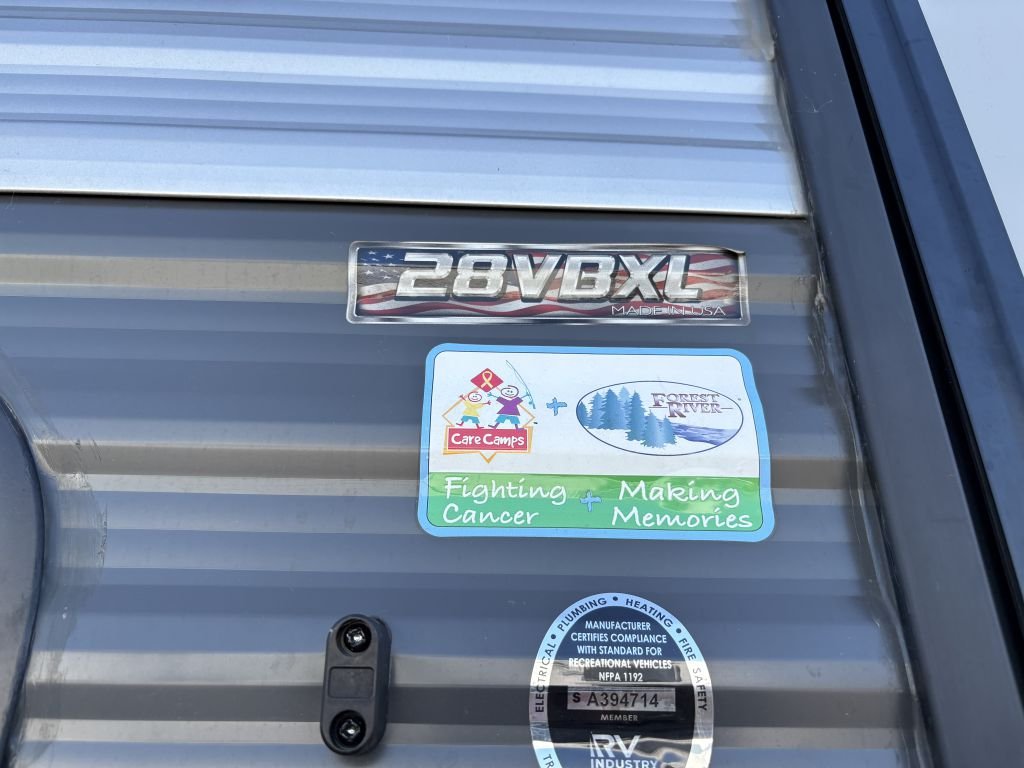 28VBXL
MADE IN USA
Care Camps
+
FOREST
RIVER
Fighting + Making
Cancer Memories
ELECTRICAL • PLUMBING • HEATING • FIRE SAFETY
MANUFACTURER
CERTIFIES COMPLIANCE
WITH STANDARD FOR
RECREATIONAL VEHICLES
NFPA 1192
S A394714
MEMBER
RV
INDUSTRY